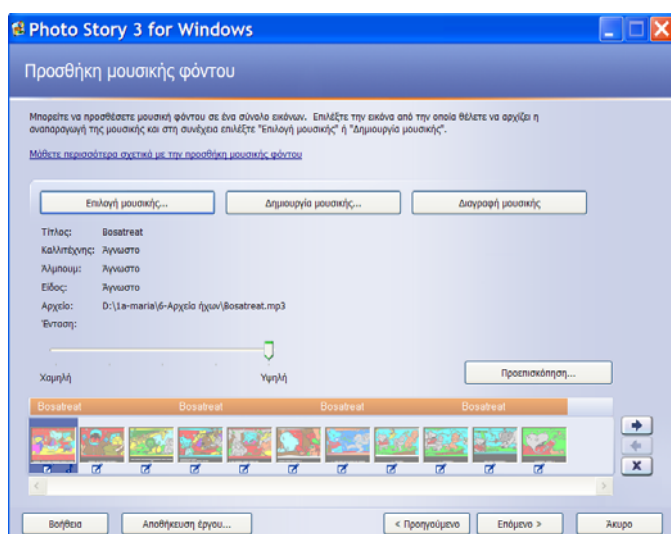 Photo Story 3 for Windows
Προσθήκη μουσικής φόντου
Μπορείτε να προσθέσετε μουσική φόντου σε ένα σύνολο εικόνων. Επιλέξτε την εικόνα από την οποία θέλετε να αρχίζει η
αναπαραγωγή της μουσικής και στη συνέχεια επιλέξτε "Επιλογή μουσικής" ή "Δημιουργία μουσικής".
Μάθετε περισσότερα σχετικά με την προσθήκη μουσικής φόντου
Επιλογή μουσικής... Δημιουργία μουσικής... Διαγραφή μουσικής
Τίτλος: Bosatreat
Καλλιτέχνης: Άγνωστο
Άλμπουμ: Άγνωστο
Είδος: Άγνωστο
Αρχείο: D:\1a-maria\6-Αρχεία ήχων\Bosatreat.mp3
Ένταση:
Χαμηλή Υψηλή Προεπισκόπηση...
Bosatreat Bosatreat Bosatreat Bosatreat
Βοήθεια Αποθήκευση έργου... < Προηγούμενο Επόμενο > Άκυρο